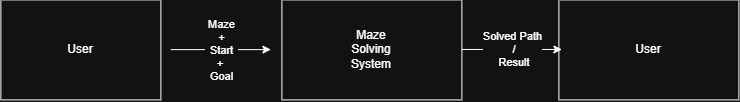 User
Maze
+
Start
+
Goal
Maze
Solving
System
Solved Path
/
Result
User